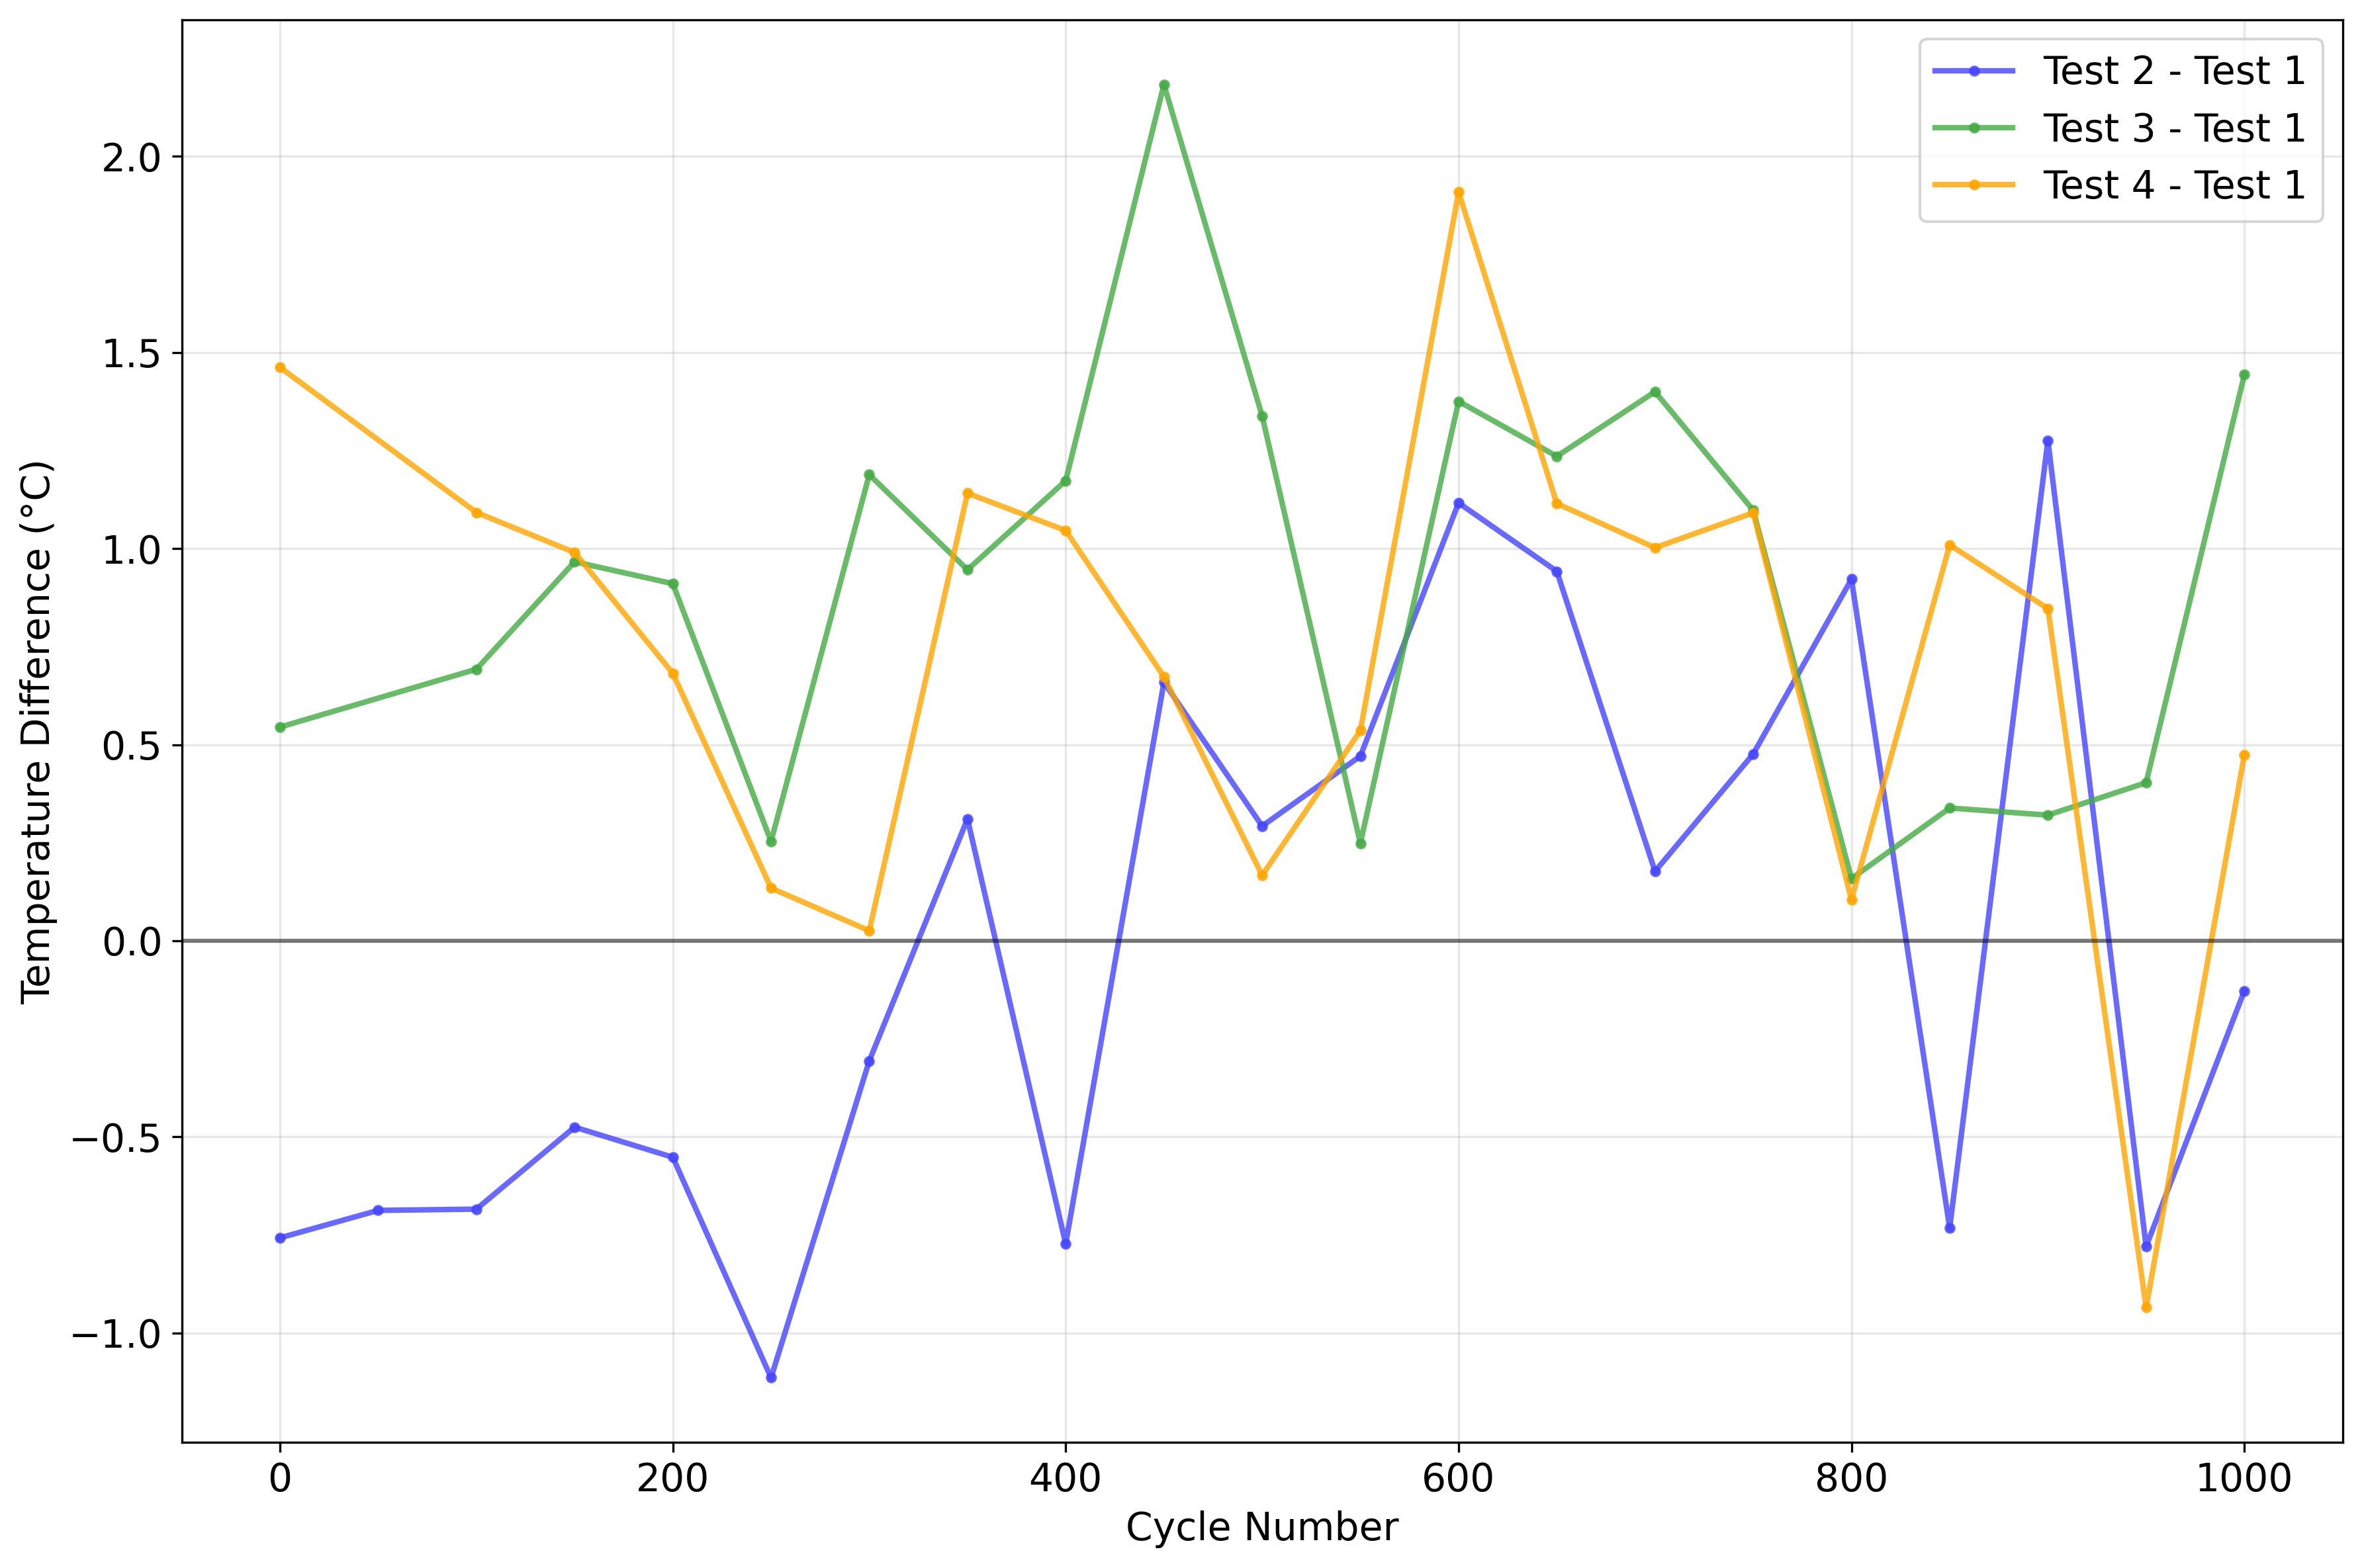 Test 2 - Test 1
Test 3 - Test 1
Test 4 - Test 1
2.0
1.5
1.0
0.5
0.0
−0.5
−1.0
Temperature Difference (°C)
0 200 400 600 800 1000
Cycle Number